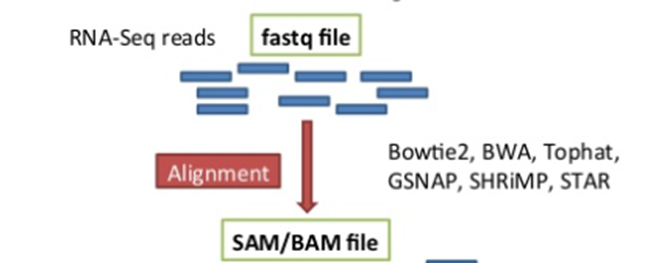 RNA-Seq reads
fastq file
Alignment
Bowtie2, BWA, Tophat,
GSNAP, SHRiMP, STAR
SAM/BAM file